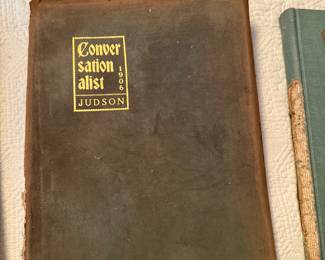 Conver
sation
alist
1906
JUDSON